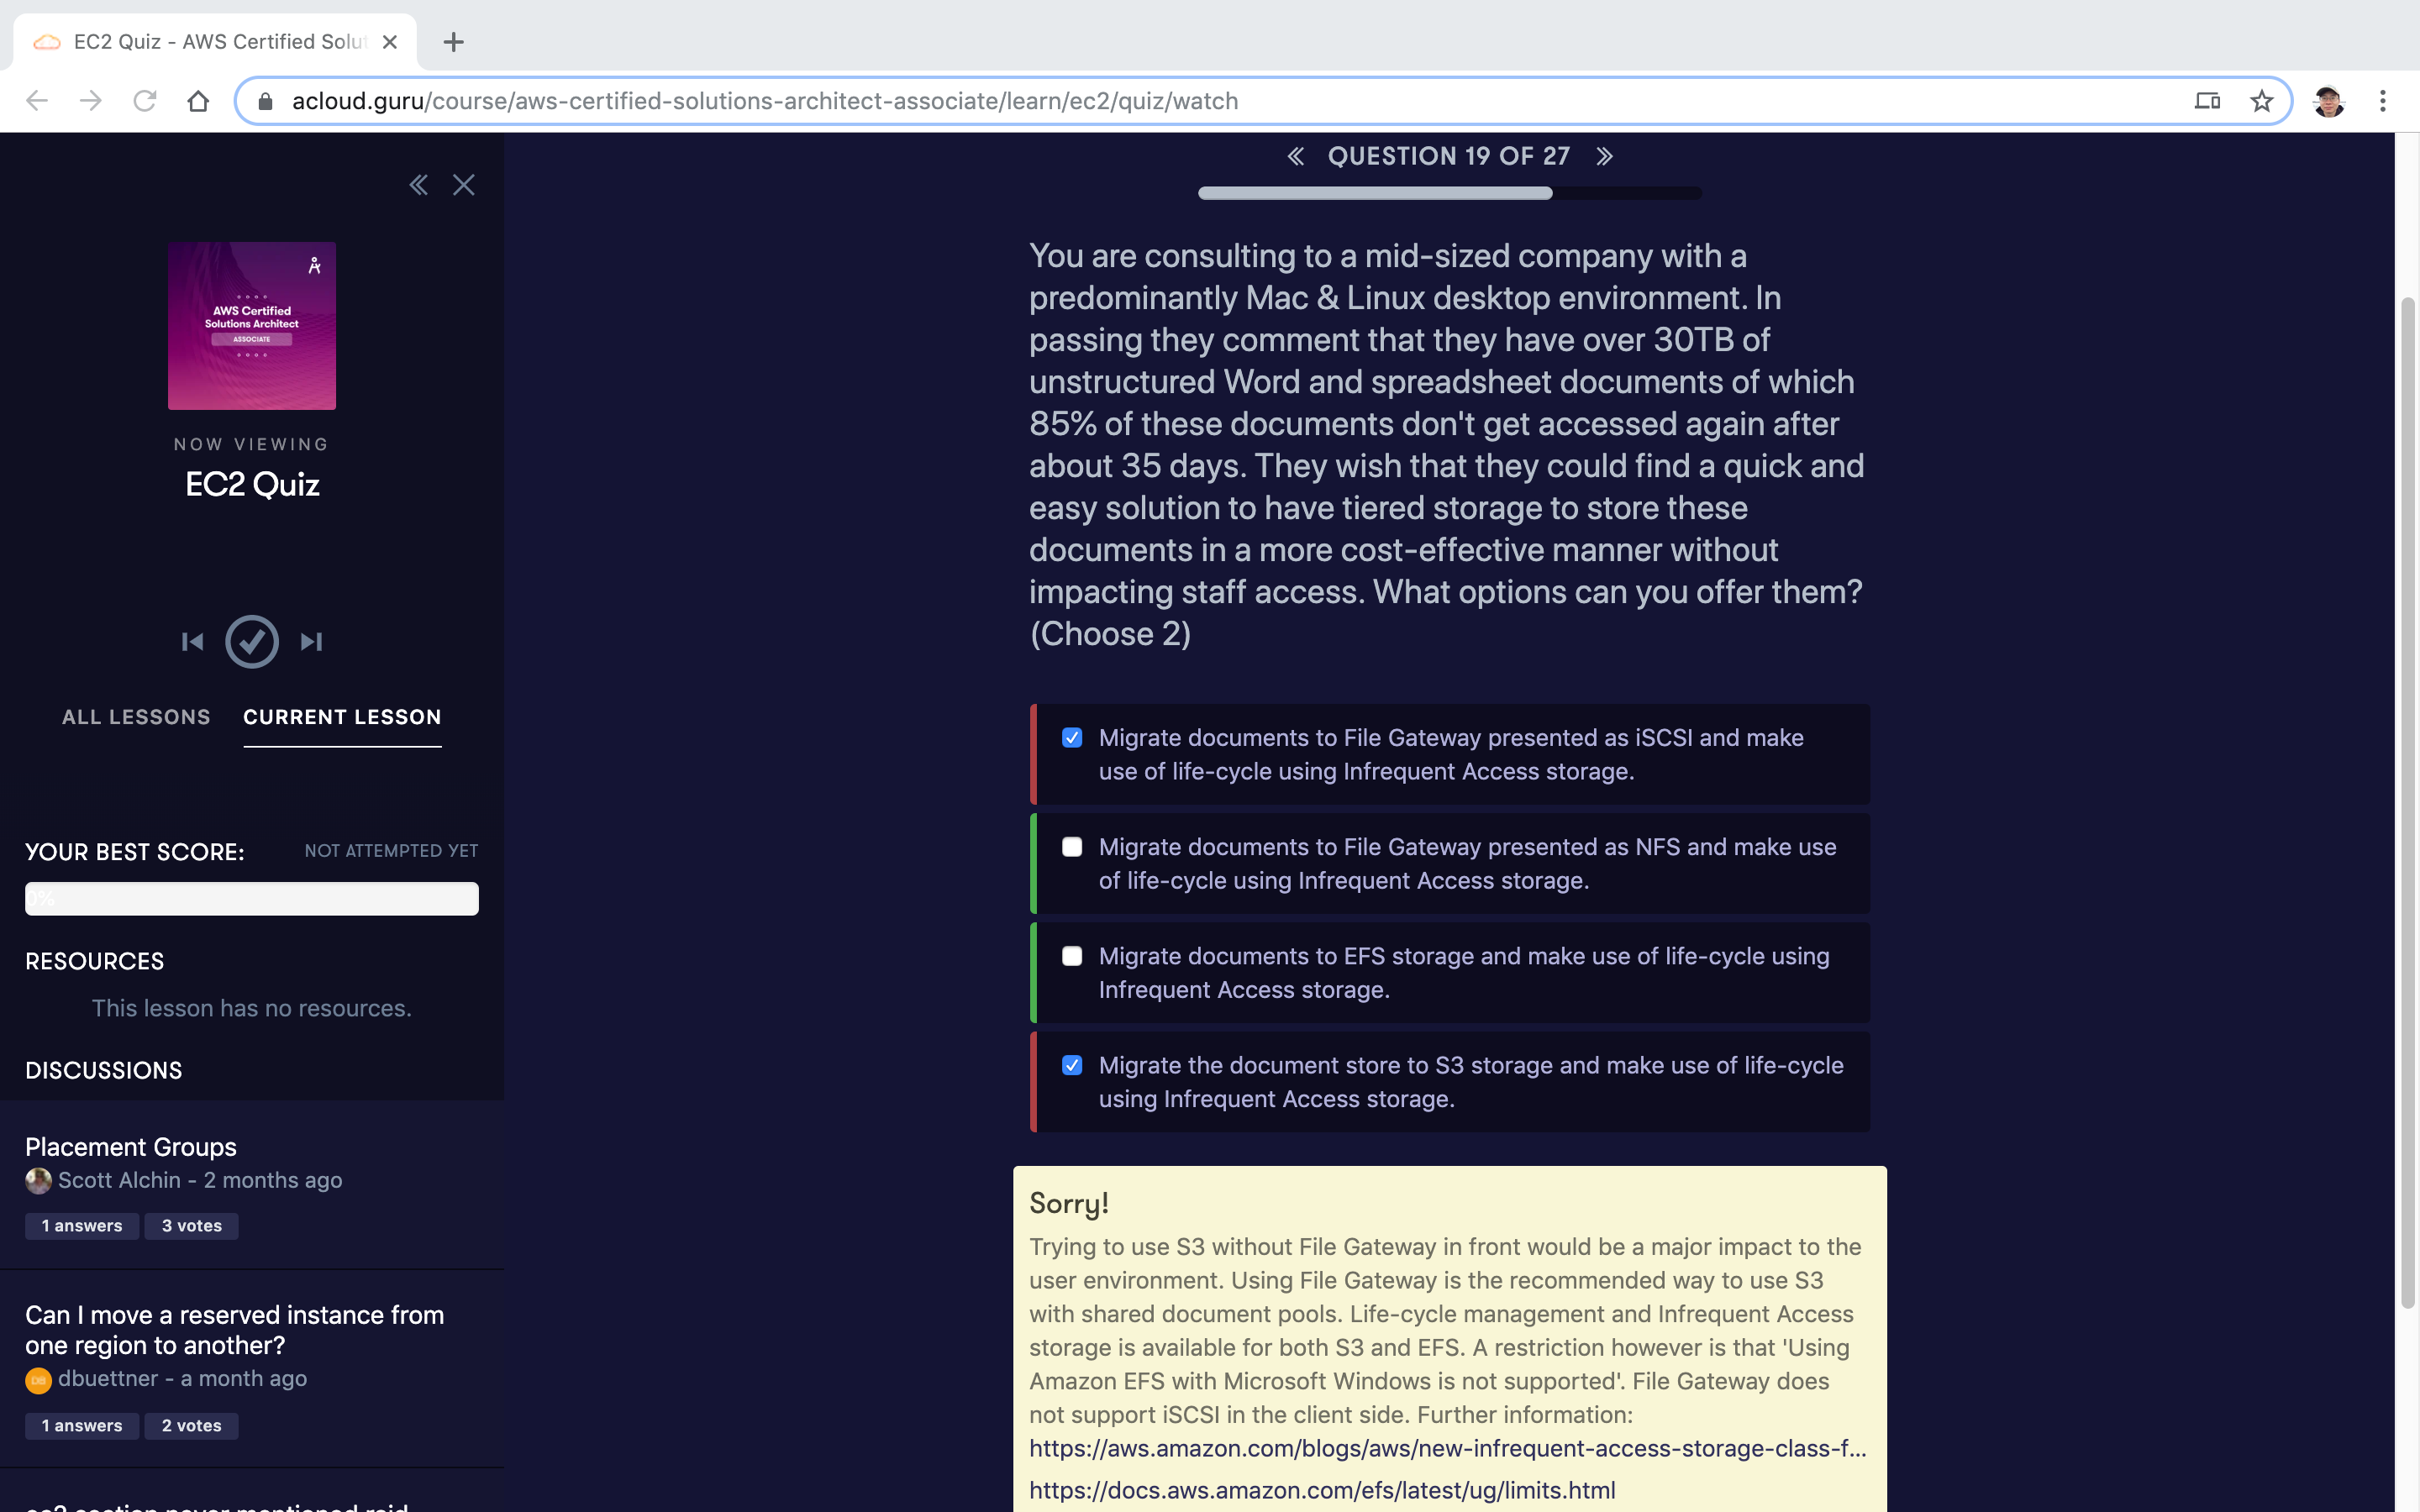 EC2 Quiz - AWS Certified Solut
acloud.guru/course/aws-certified-solutions-architect-associate/learn/ec2/quiz/watch
AWS Certified
Solutions Architect
ASSOCIATE
NOW VIEWING
EC2 Quiz
ALL LESSONS
CURRENT LESSON
YOUR BEST SCORE:
NOT ATTEMPTED YET
0%
RESOURCES
This lesson has no resources.
DISCUSSIONS
Placement Groups
Scott Alchin - 2 months ago
1 answers
3 votes
Can I move a reserved instance from
one region to another?
dbuettner - a month ago
1 answers
2 votes
ec2 section never mentioned raid
QUESTION 19 OF 27
You are consulting to a mid-sized company with a
predominantly Mac & Linux desktop environment. In
passing they comment that they have over 30TB of
unstructured Word and spreadsheet documents of which
85% of these documents don't get accessed again after
about 35 days. They wish that they could find a quick and
easy solution to have tiered storage to store these
documents in a more cost-effective manner without
impacting staff access. What options can you offer them?
(Choose 2)
Migrate documents to File Gateway presented as iSCSI and make
use of life-cycle using Infrequent Access storage.
Migrate documents to File Gateway presented as NFS and make use
of life-cycle using Infrequent Access storage.
Migrate documents to EFS storage and make use of life-cycle using
Infrequent Access storage.
Migrate the document store to S3 storage and make use of life-cycle
using Infrequent Access storage.
Sorry!
Trying to use S3 without File Gateway in front would be a major impact to the
user environment. Using File Gateway is the recommended way to use S3
with shared document pools. Life-cycle management and Infrequent Access
storage is available for both S3 and EFS. A restriction however is that 'Using
Amazon EFS with Microsoft Windows is not supported'. File Gateway does
not support iSCSI in the client side. Further information:
https://aws.amazon.com/blogs/aws/new-infrequent-access-storage-class-f...
https://docs.aws.amazon.com/efs/latest/ug/limits.html